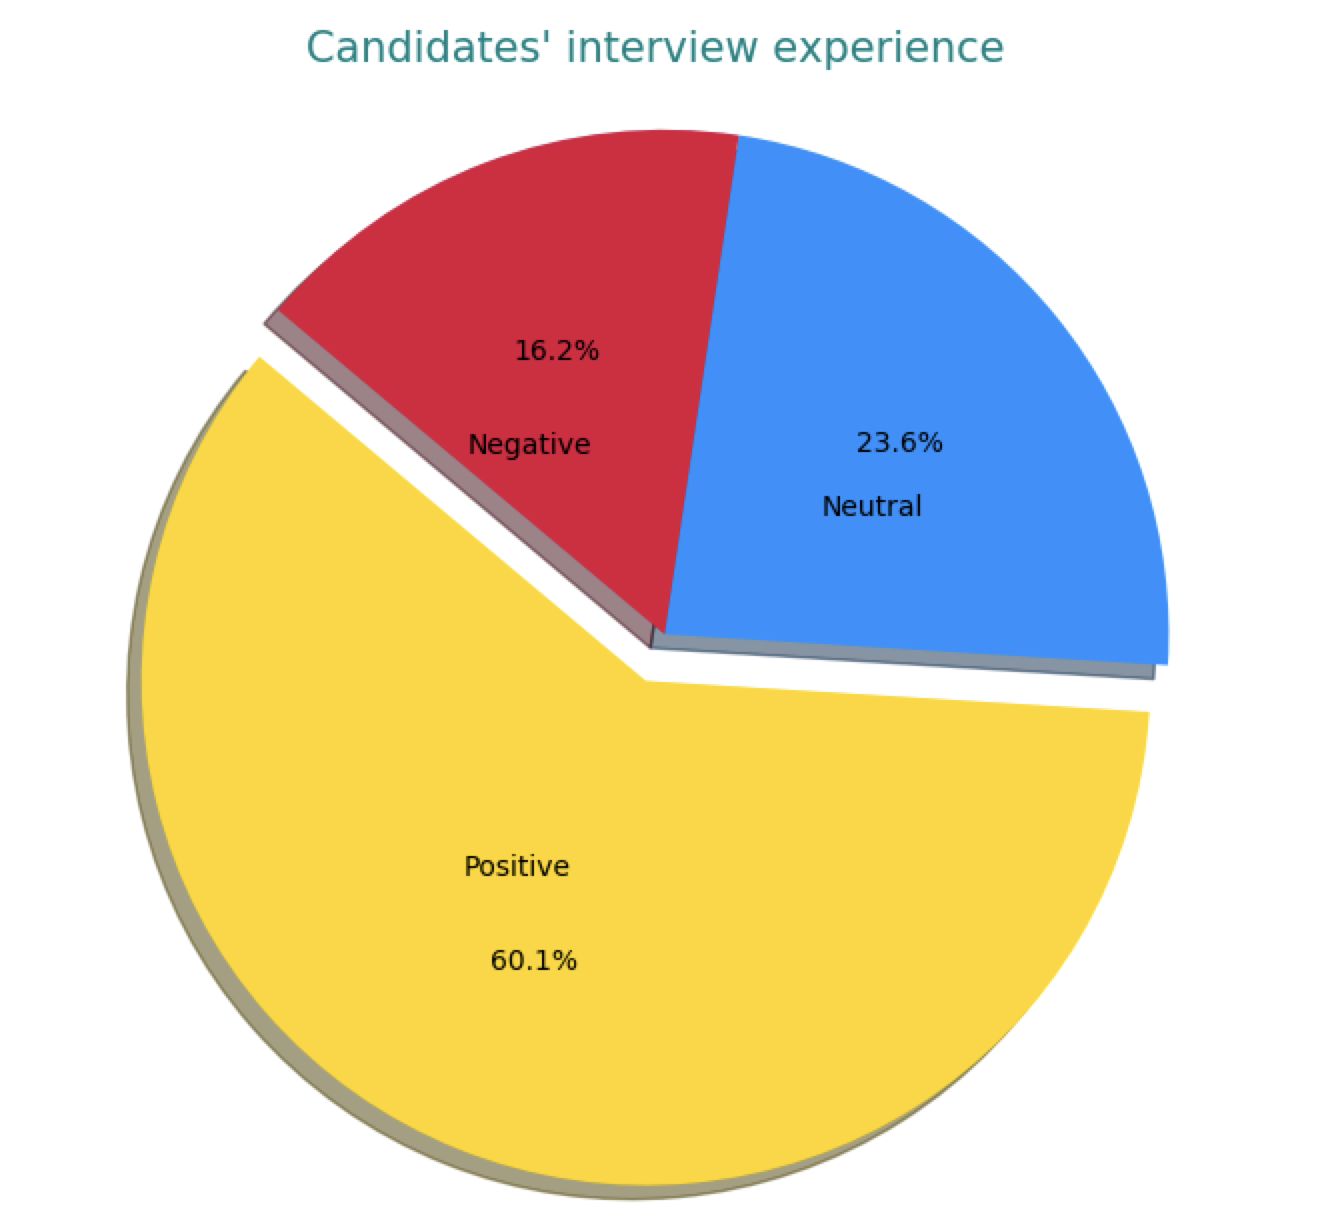 Candidates' interview experience
16.2%
Negative
23.6%
Neutral
Positive
60.1%